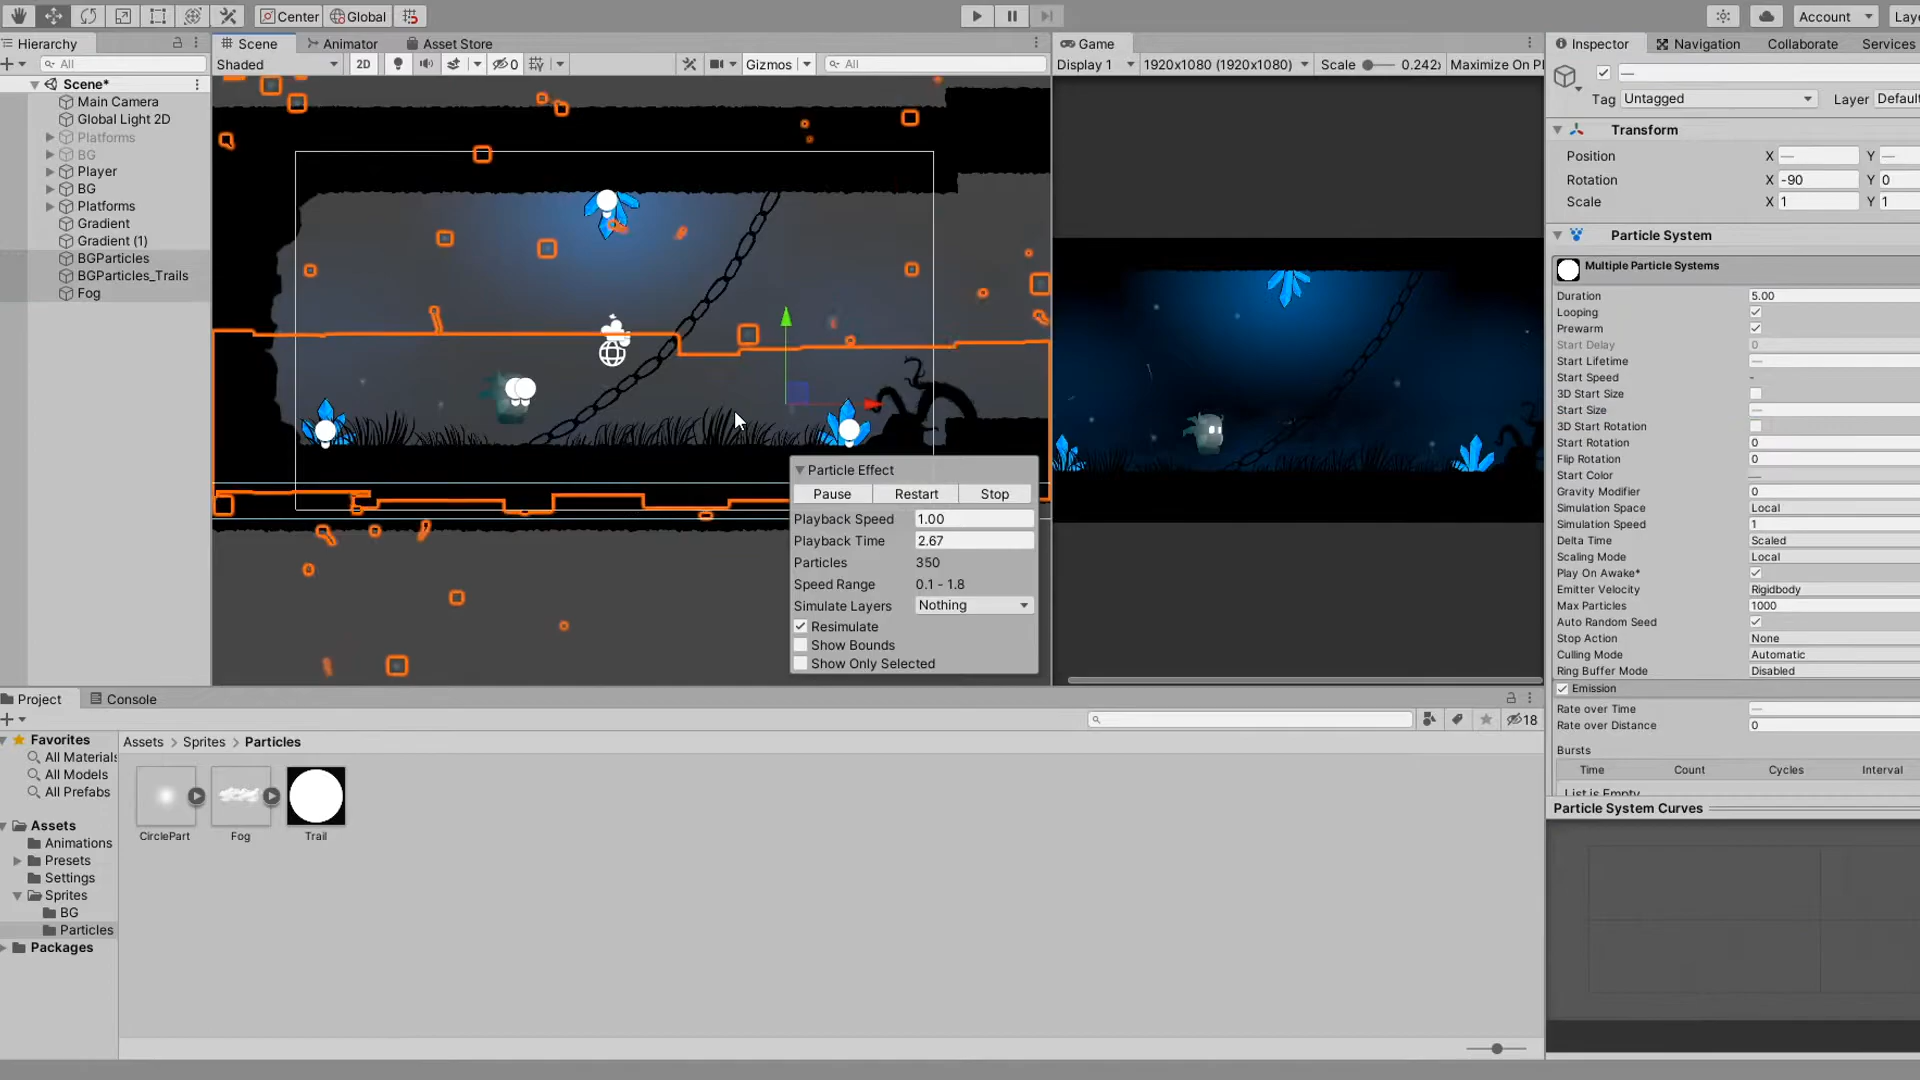 Center
Global
Account
Laye
Hierarchy
Scene
Animator
Asset Store
Game
Inspector
Navigation
Collaborate
Services
All
Shaded
2D
0
Gizmos
All
Display 1
1920x1080 (1920x1080)
Scale
0.242
Maximize On Pl
Scene*
Main Camera
Global Light 2D
Platforms
BG
Player
BG
Platforms
Gradient
Gradient (1)
BGParticles
BGParticles_Trails
Fog
Particle Effect
Pause Restart Stop
Playback Speed 1.00
Playback Time 2.67
Particles 350
Speed Range 0.1 - 1.8
Simulate Layers Nothing
Resimulate
Show Bounds
Show Only Selected
—
Tag Untagged Layer Default
Transform
Position X — Y —
Rotation X -90 Y 0
Scale X 1 Y 1
Particle System
Multiple Particle Systems
Duration 5.00
Looping
Prewarm
Start Delay 0
Start Lifetime —
Start Speed -
3D Start Size
Start Size —
3D Start Rotation
Start Rotation 0
Flip Rotation 0
Start Color —
Gravity Modifier 0
Simulation Space Local
Simulation Speed 1
Delta Time Scaled
Scaling Mode Local
Play On Awake*
Emitter Velocity Rigidbody
Max Particles 1000
Auto Random Seed
Stop Action None
Culling Mode Automatic
Ring Buffer Mode Disabled
Emission
Rate over Time —
Rate over Distance 0
Bursts
Time Count Cycles Interval
List is Empty
Particle System Curves
Project
Console
18
Favorites
All Materials
All Models
All Prefabs
Assets
Animations
Presets
Settings
Sprites
BG
Particles
Packages
Assets > Sprites > Particles
CirclePart
Fog
Trail